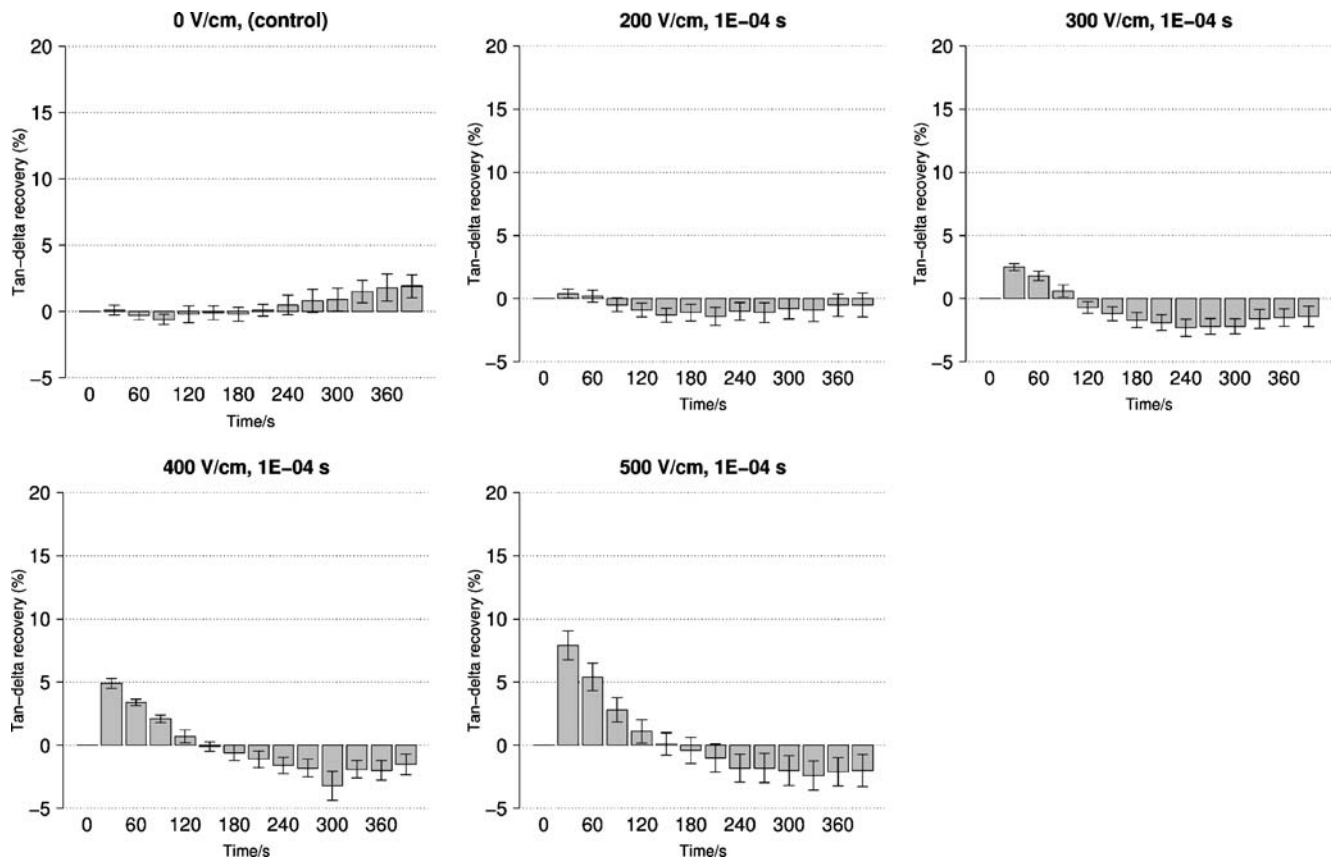 0 V/cm, (control)
20
15
10
5
0
−5
Tan−delta recovery (%)
0 60 120 180 240 300 360
Time/s
200 V/cm, 1E−04 s
20
15
10
5
0
−5
Tan−delta recovery (%)
0 60 120 180 240 300 360
Time/s
300 V/cm, 1E−04 s
20
15
10
5
0
−5
Tan−delta recovery (%)
0 60 120 180 240 300 360
Time/s
400 V/cm, 1E−04 s
20
15
10
5
0
−5
Tan−delta recovery (%)
0 60 120 180 240 300 360
Time/s
500 V/cm, 1E−04 s
20
15
10
5
0
−5
Tan−delta recovery (%)
0 60 120 180 240 300 360
Time/s